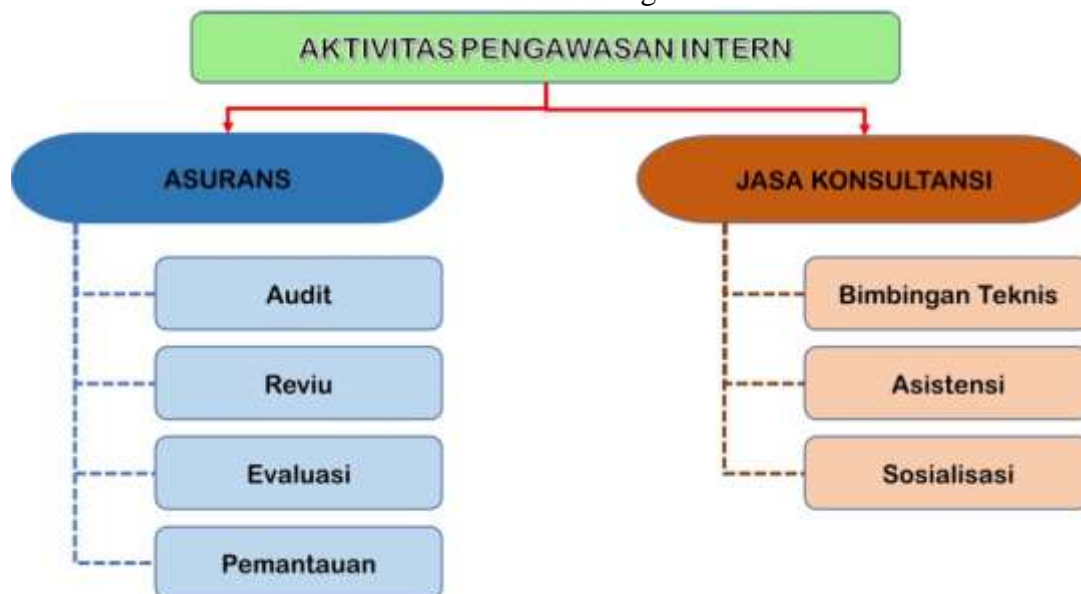 AKTIVITAS PENGAWASAN INTERN
ASURANS
JASA KONSULTANSI
Audit
Bimbingan Teknis
Reviu
Asistensi
Evaluasi
Sosialisasi
Pemantauan